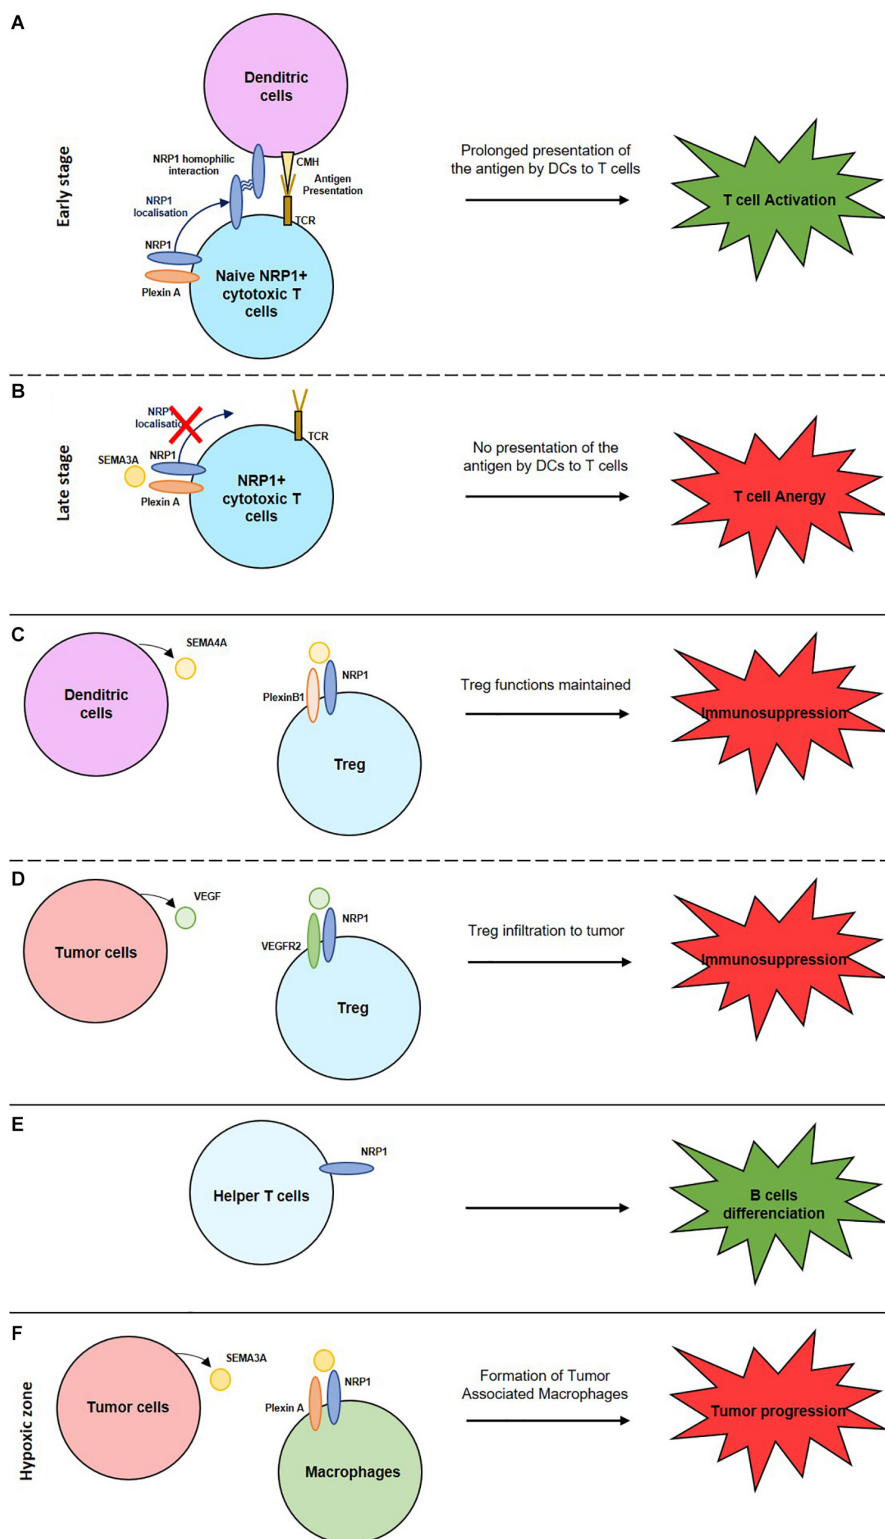 A
Early stage
Denditric
cells
NRP1 homophilic
interaction
CMH
Antigen
Presentation
NRP1
localisation
TCR
NRP1
Plexin A
Naive NRP1+
cytotoxic T
cells
Prolonged presentation of
the antigen by DCs to T cells
T cell Activation
B
Late stage
NRP1
localisation
TCR
SEMA3A
NRP1
Plexin A
NRP1+
cytotoxic T
cells
No presentation of the
antigen by DCs to T cells
T cell Anergy
C
SEMA4A
Denditric
cells
NRP1
PlexinB1
Treg
Treg functions maintained
Immunosuppression
D
VEGF
Tumor cells
NRP1
VEGFR2
Treg
Treg infiltration to tumor
Immunosuppression
E
NRP1
Helper T cells
B cells
differenciation
F
Hypoxic zone
SEMA3A
Tumor cells
NRP1
Plexin A
Macrophages
Formation of Tumor
Associated Macrophages
Tumor progression